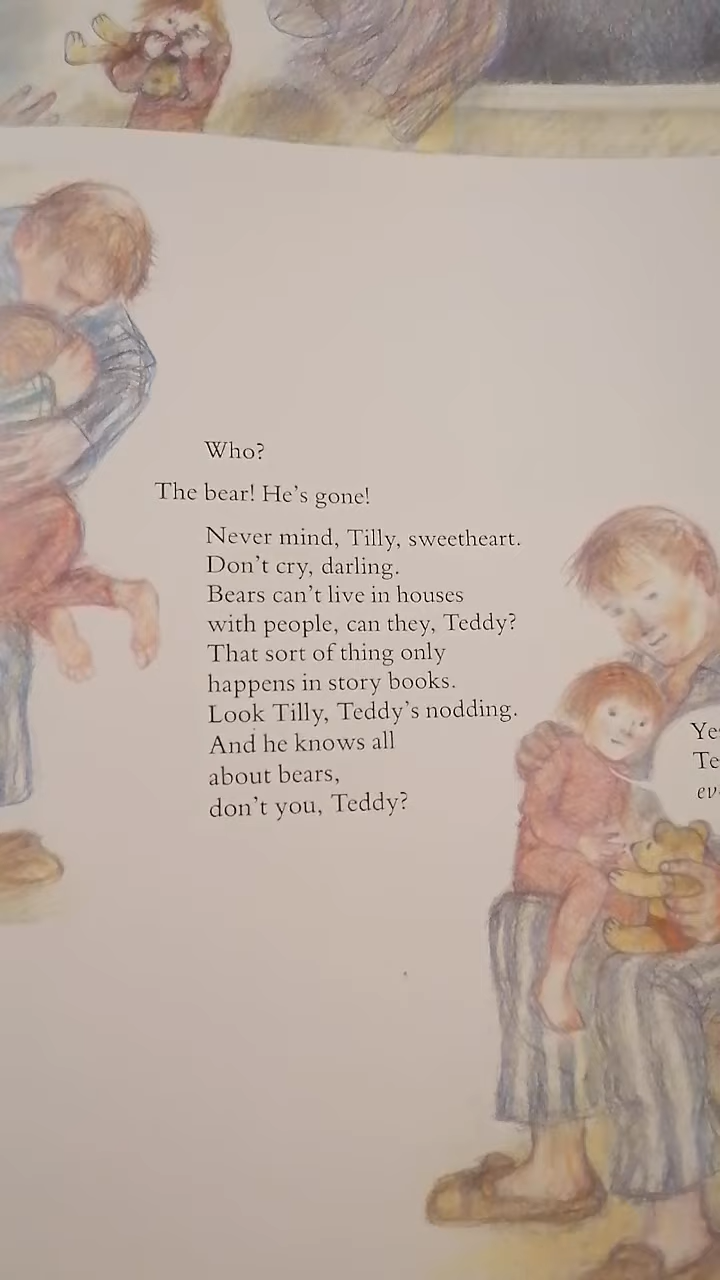 Who?
The bear! He's gone!
Never mind, Tilly, sweetheart.
Don't cry, darling.
Bears can't live in houses
with people, can they, Teddy?
That sort of thing only
happens in story books.
Look Tilly, Teddy's nodding.
And he knows all
about bears,
don't you, Teddy?